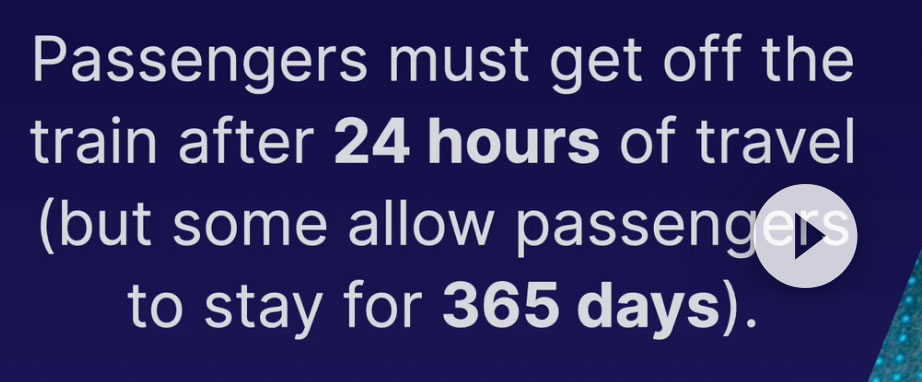 Passengers must get off the
train after 24 hours of travel
(but some allow passengers
to stay for 365 days).